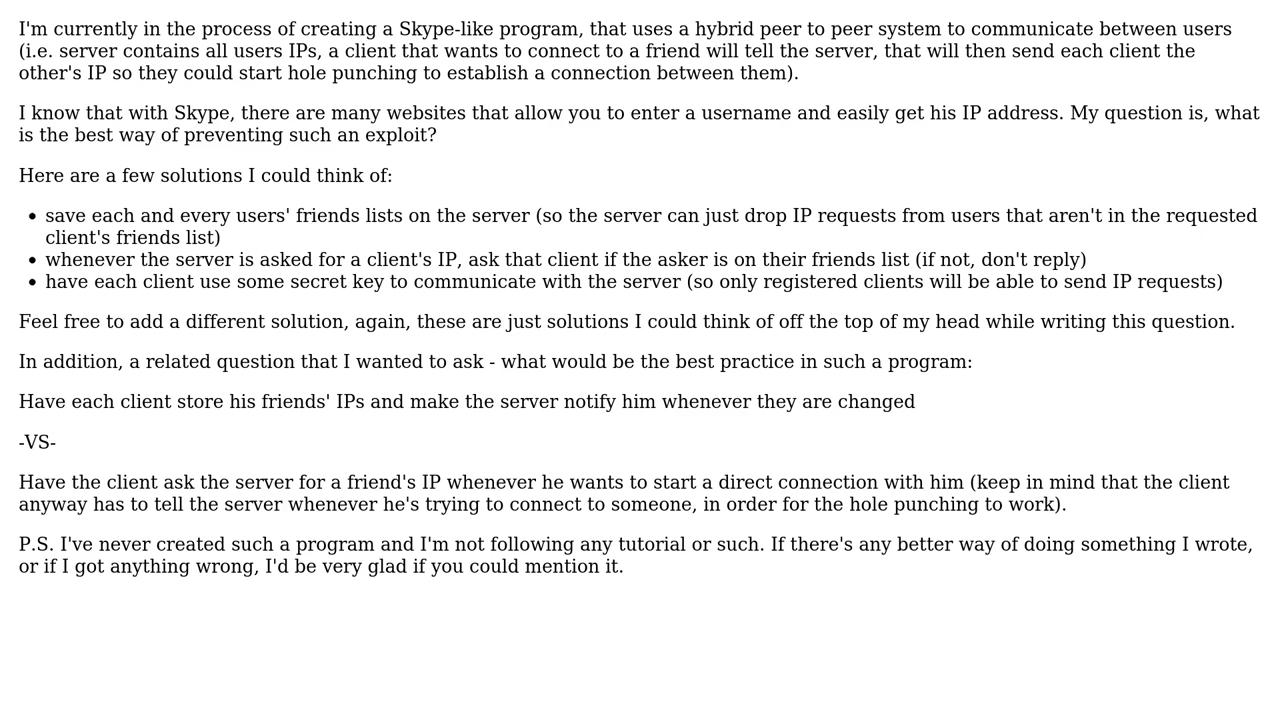 I'm currently in the process of creating a Skype-like program, that uses a hybrid peer to peer system to communicate between users
(i.e. server contains all users IPs, a client that wants to connect to a friend will tell the server, that will then send each client the
other's IP so they could start hole punching to establish a connection between them).
I know that with Skype, there are many websites that allow you to enter a username and easily get his IP address. My question is, what
is the best way of preventing such an exploit?
Here are a few solutions I could think of:
• save each and every users' friends lists on the server (so the server can just drop IP requests from users that aren't in the requested
client's friends list)
• whenever the server is asked for a client's IP, ask that client if the asker is on their friends list (if not, don't reply)
• have each client use some secret key to communicate with the server (so only registered clients will be able to send IP requests)
Feel free to add a different solution, again, these are just solutions I could think of off the top of my head while writing this question.
In addition, a related question that I wanted to ask - what would be the best practice in such a program:
Have each client store his friends' IPs and make the server notify him whenever they are changed
-VS-
Have the client ask the server for a friend's IP whenever he wants to start a direct connection with him (keep in mind that the client
anyway has to tell the server whenever he's trying to connect to someone, in order for the hole punching to work).
P.S. I've never created such a program and I'm not following any tutorial or such. If there's any better way of doing something I wrote,
or if I got anything wrong, I'd be very glad if you could mention it.